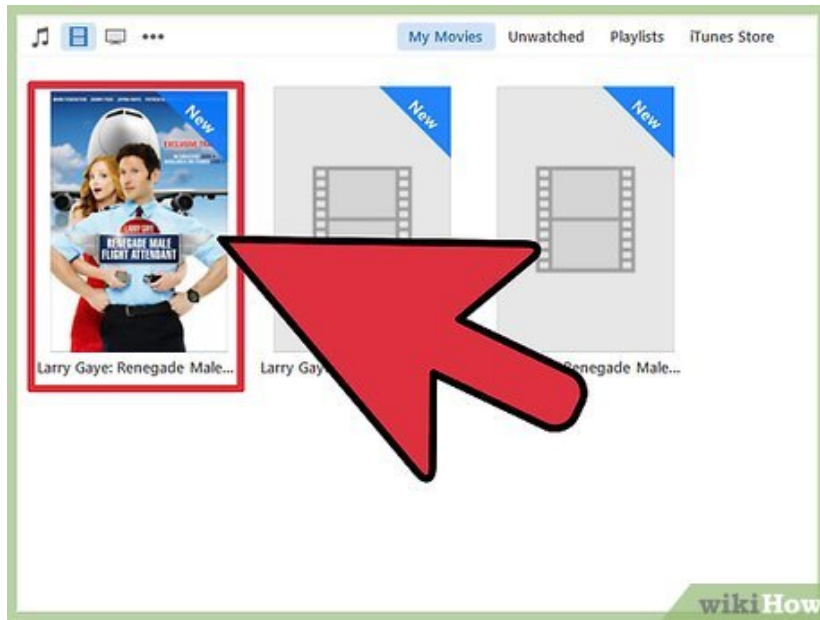 My Movies Unwatched Playlists iTunes Store
New
New
New
LARRY GAYE
RENEGADE MALE
FLIGHT ATTENDANT
Larry Gaye: Renegade Male...
Larry Gay
Renegade Male...
wikiHow